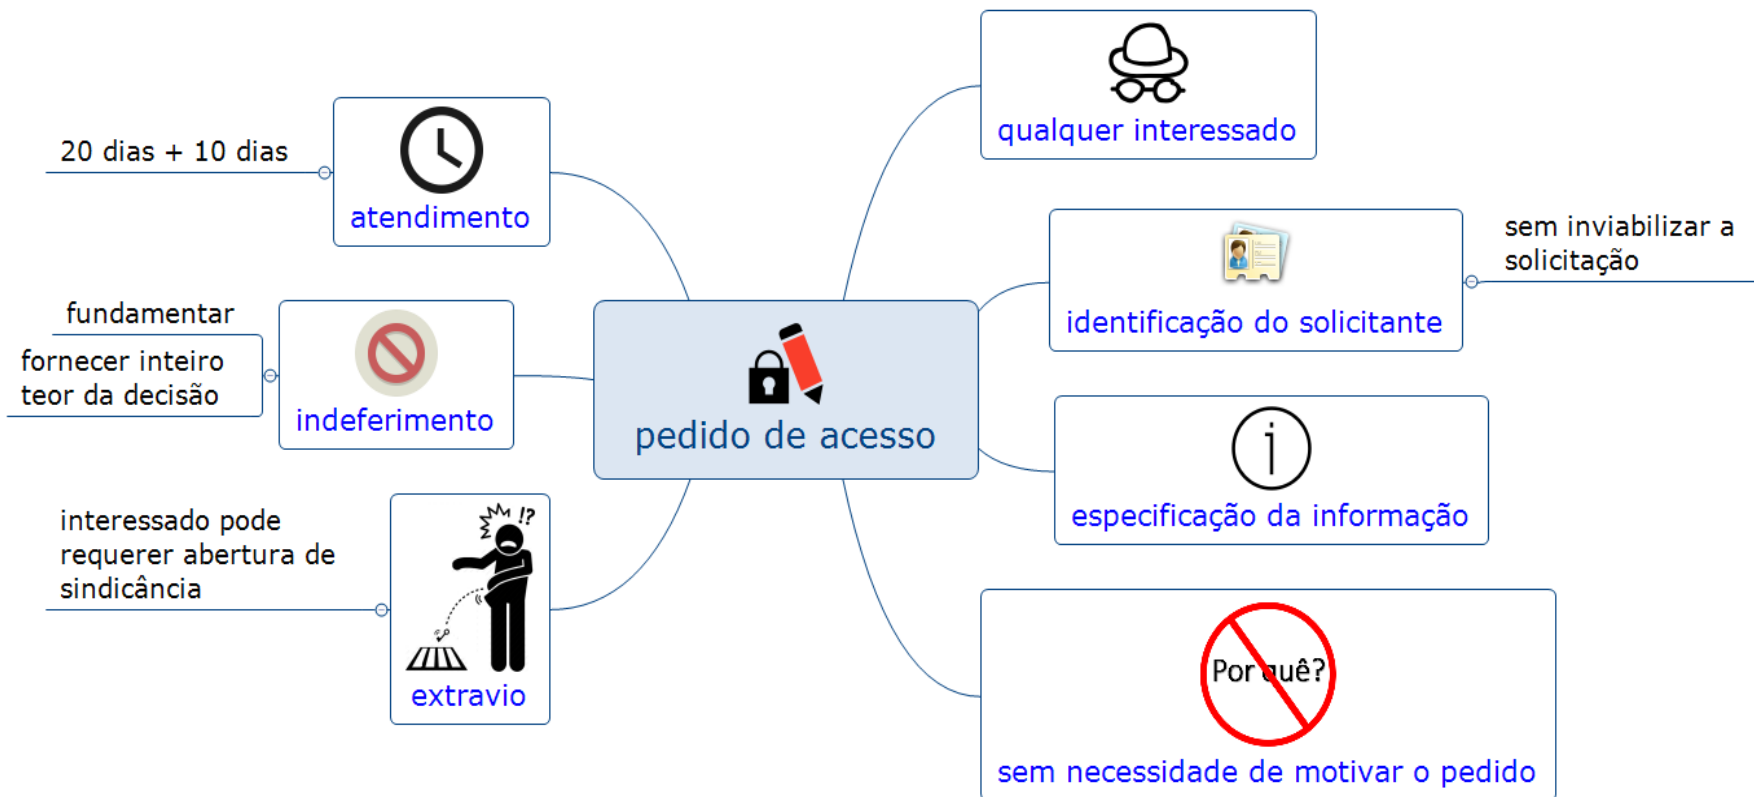 20 dias + 10 dias
atendimento
fundamentar
fornecer inteiro
teor da decisão
indeferimento
interessado pode
requerer abertura de
sindicância
!?
extravio
pedido de acesso
qualquer interessado
identificação do solicitante
sem inviabilizar a
solicitação
i
especificação da informação
Por quê?
sem necessidade de motivar o pedido